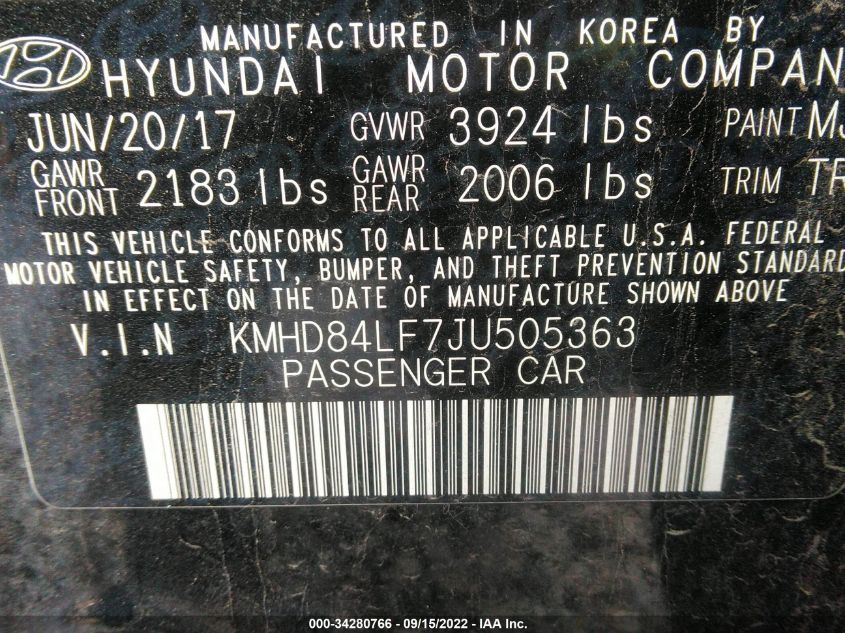 MANUFACTURED IN KOREA BY
HYUNDAI MOTOR COMPAN
JUN/20/17 GVWR 3924 lbs PAINT MJ
GAWR FRONT 2183 lbs GAWR REAR 2006 lbs TRIM TR
THIS VEHICLE CONFORMS TO ALL APPLICABLE U.S.A. FEDERAL
MOTOR VEHICLE SAFETY, BUMPER, AND THEFT PREVENTION STANDARD
IN EFFECT ON THE DATE OF MANUFACTURE SHOWN ABOVE
V.I.N KMHD84LF7JU505363
PASSENGER CAR
000-34280766 - 09/15/2022 - IAA Inc.